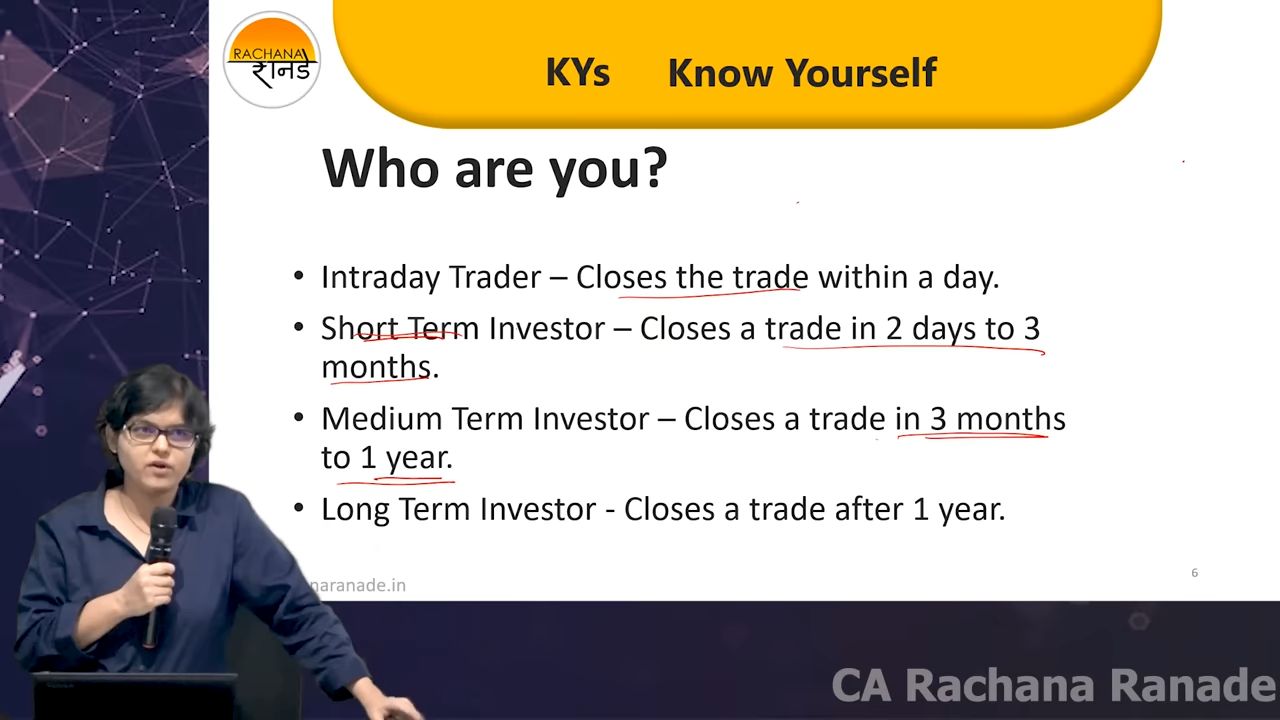 RACHANA
रानडे
KYs Know Yourself
Who are you?
• Intraday Trader – Closes the trade within a day.
• Short Term Investor – Closes a trade in 2 days to 3
months.
• Medium Term Investor – Closes a trade in 3 months
to 1 year.
• Long Term Investor - Closes a trade after 1 year.
naranade.in
6
CA Rachana Ranade